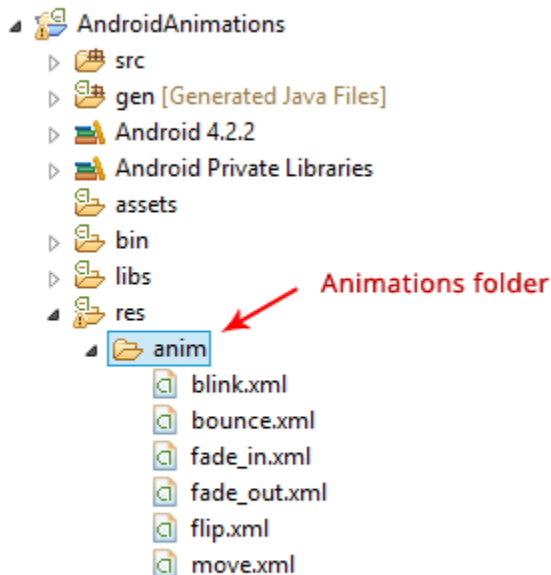 AndroidAnimations
src
gen [Generated Java Files]
Android 4.2.2
Android Private Libraries
assets
bin
libs
Animations folder
res
anim
blink.xml
bounce.xml
fade_in.xml
fade_out.xml
flip.xml
move.xml